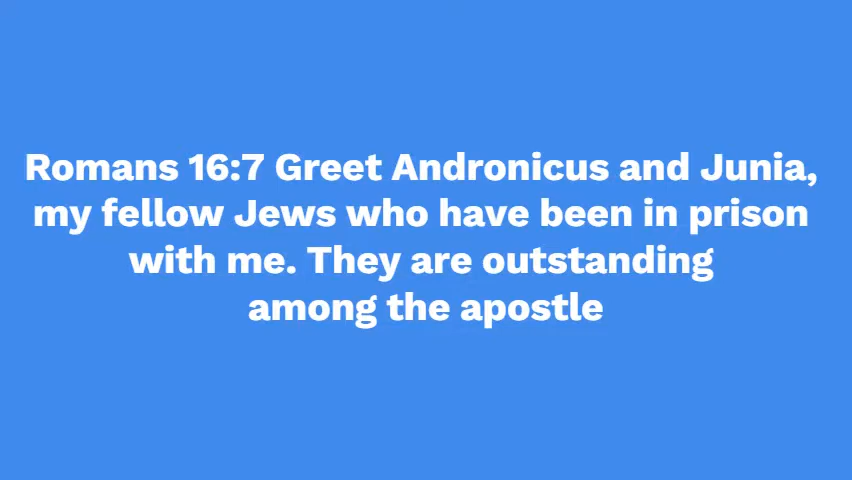 Romans 16:7 Greet Andronicus and Junia,
my fellow Jews who have been in prison
with me. They are outstanding
among the apostle